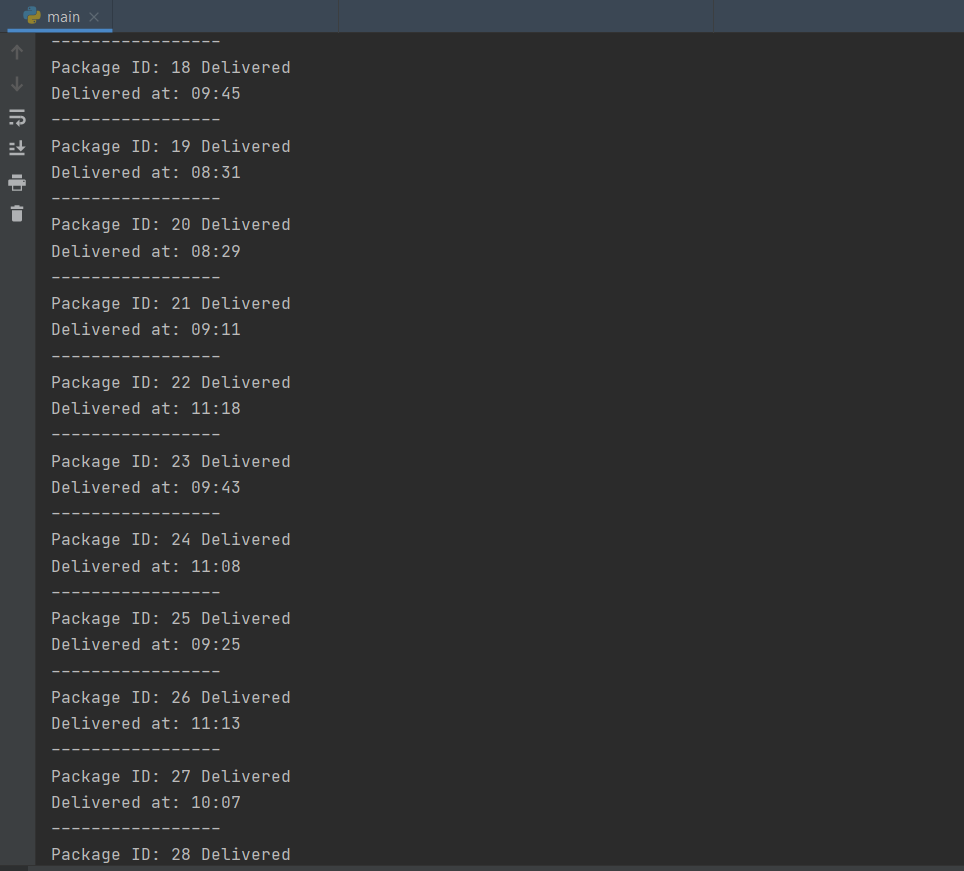 main
-----------------
Package ID: 18 Delivered
Delivered at: 09:45
-----------------
Package ID: 19 Delivered
Delivered at: 08:31
-----------------
Package ID: 20 Delivered
Delivered at: 08:29
-----------------
Package ID: 21 Delivered
Delivered at: 09:11
-----------------
Package ID: 22 Delivered
Delivered at: 11:18
-----------------
Package ID: 23 Delivered
Delivered at: 09:43
-----------------
Package ID: 24 Delivered
Delivered at: 11:08
-----------------
Package ID: 25 Delivered
Delivered at: 09:25
-----------------
Package ID: 26 Delivered
Delivered at: 11:13
-----------------
Package ID: 27 Delivered
Delivered at: 10:07
-----------------
Package ID: 28 Delivered